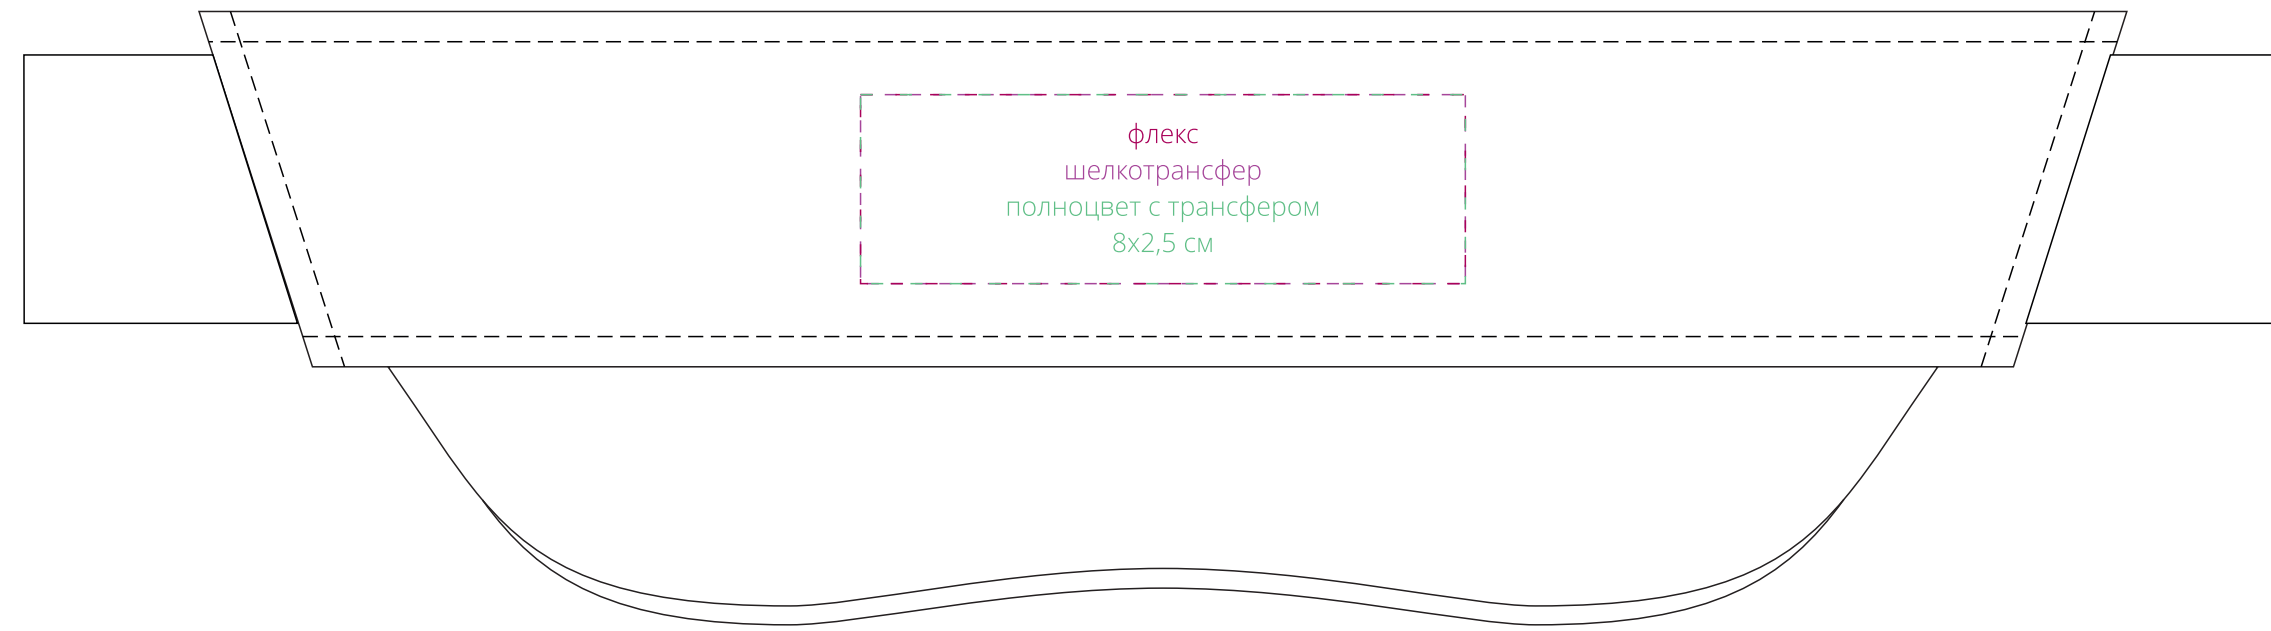 флекс
шелкотрансфер
полноцвет с трансфером
8х2,5 см